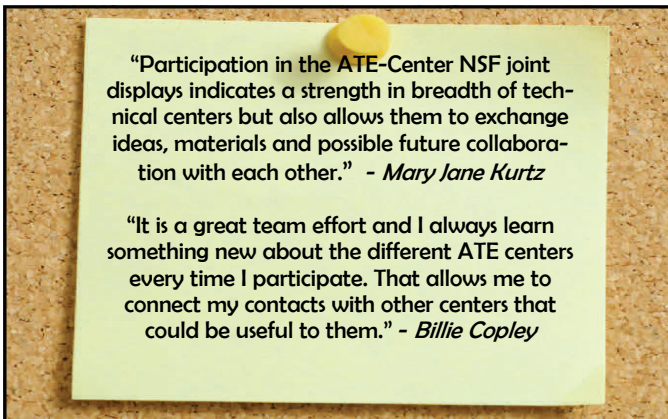 “Participation in the ATE-Center NSF joint
displays indicates a strength in breadth of tech-
nical centers but also allows them to exchange
ideas, materials and possible future collabora-
tion with each other.” - Mary Jane Kurtz
“It is a great team effort and I always learn
something new about the different ATE centers
every time I participate. That allows me to
connect my contacts with other centers that
could be useful to them.” - Billie Copley